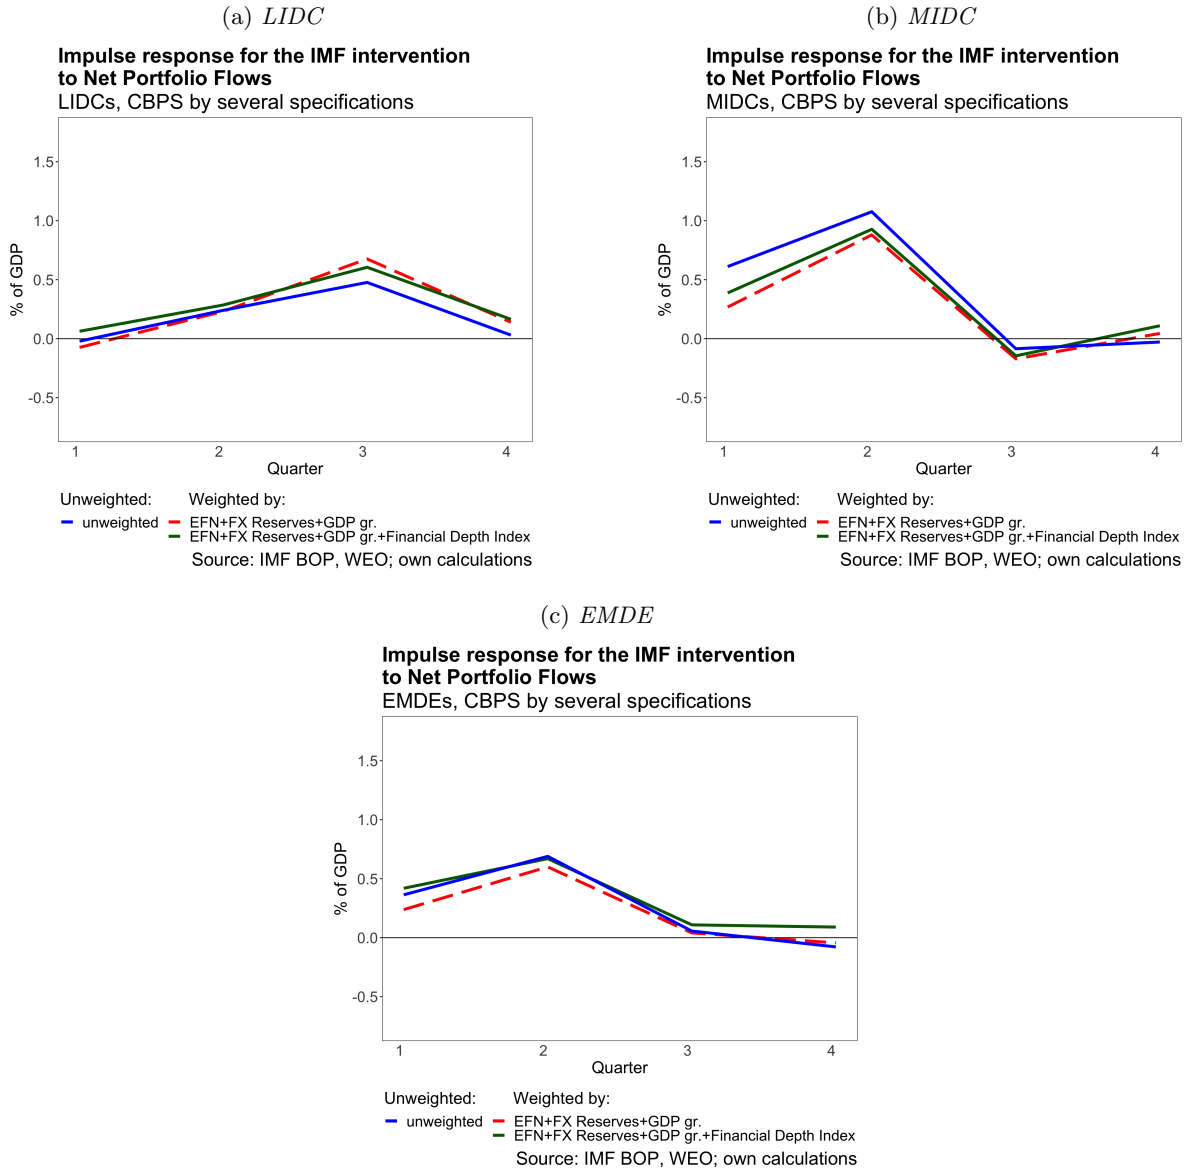 (a) LIDC
Impulse response for the IMF intervention
to Net Portfolio Flows
LIDCs, CBPS by several specifications
1.5
1.0
0.5
0.0
-0.5
% of GDP
1 2 3 4
Quarter
Unweighted: Weighted by:
unweighted EFN+FX Reserves+GDP gr.
EFN+FX Reserves+GDP gr.+Financial Depth Index
Source: IMF BOP, WEO; own calculations
(b) MIDC
Impulse response for the IMF intervention
to Net Portfolio Flows
MIDCs, CBPS by several specifications
1.5
1.0
0.5
0.0
-0.5
% of GDP
1 2 3 4
Quarter
Unweighted: Weighted by:
unweighted EFN+FX Reserves+GDP gr.
EFN+FX Reserves+GDP gr.+Financial Depth Index
Source: IMF BOP, WEO; own calculations
(c) EMDE
Impulse response for the IMF intervention
to Net Portfolio Flows
EMDEs, CBPS by several specifications
1.5
1.0
0.5
0.0
-0.5
% of GDP
1 2 3 4
Quarter
Unweighted: Weighted by:
unweighted EFN+FX Reserves+GDP gr.
EFN+FX Reserves+GDP gr.+Financial Depth Index
Source: IMF BOP, WEO; own calculations